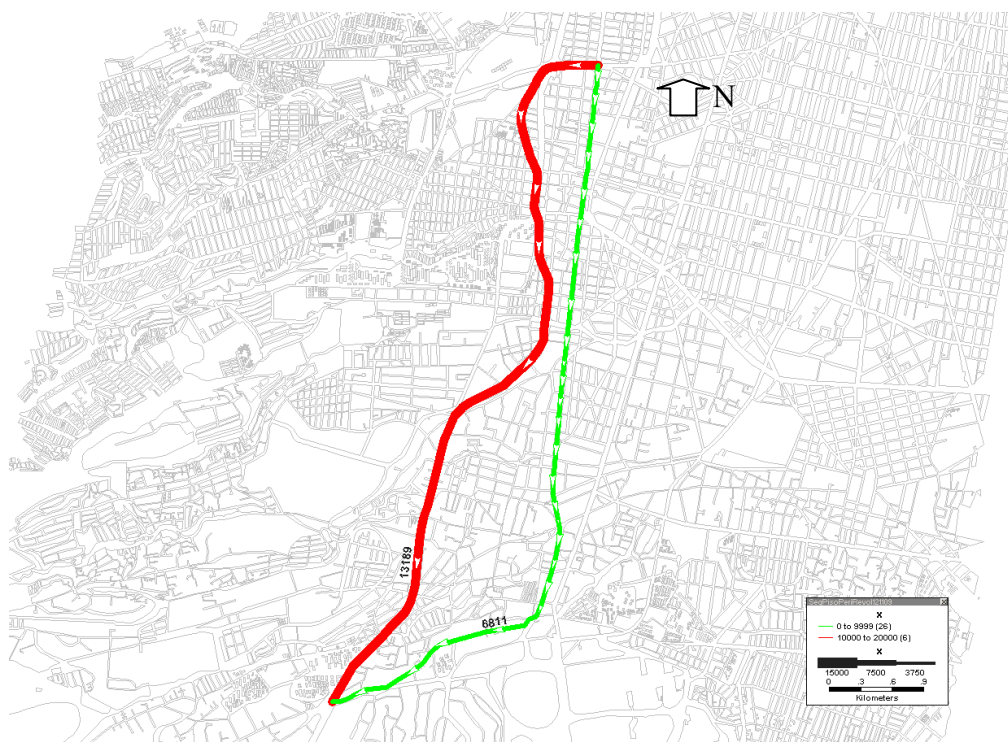 N
13189
6811
x
0 to 9999 (26)
10000 to 20000 (6)
x
15000 7500 3750
0 .3 .6 .9
Kilometers